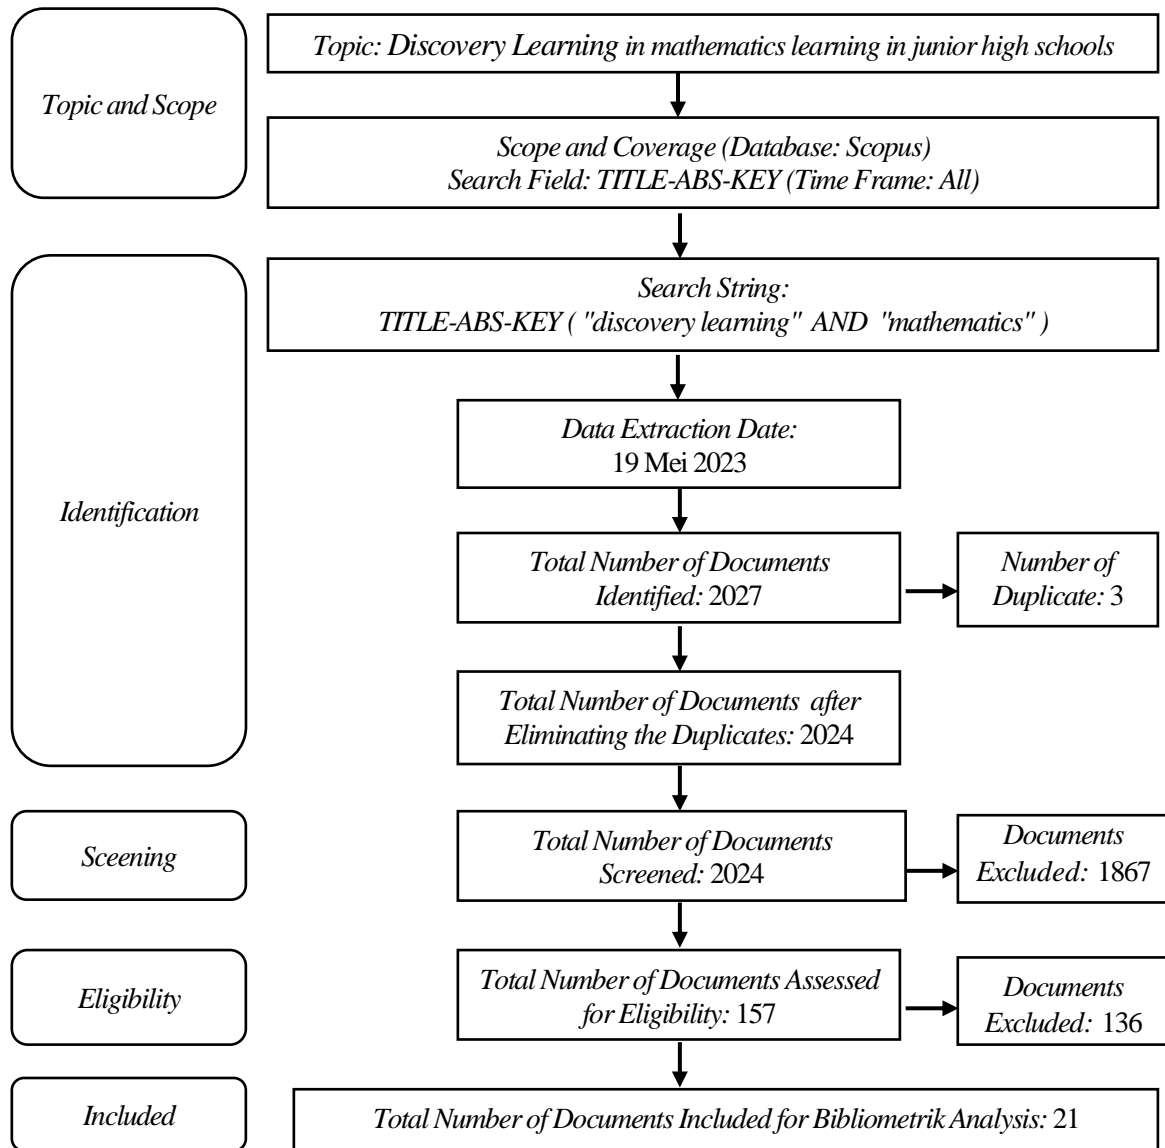 Topic and Scope
Topic: Discovery Learning in mathematics learning in junior high schools
Scope and Coverage (Database: Scopus)
Search Field: TITLE-ABS-KEY (Time Frame: All)
Identification
Search String:
TITLE-ABS-KEY ( "discovery learning" AND "mathematics" )
Data Extraction Date:
19 Mei 2023
Total Number of Documents
Identified: 2027
Number of
Duplicate: 3
Total Number of Documents after
Eliminating the Duplicates: 2024
Sceening
Total Number of Documents
Screened: 2024
Documents
Excluded: 1867
Eligibility
Total Number of Documents Assessed
for Eligibility: 157
Documents
Excluded: 136
Included
Total Number of Documents Included for Bibliometrik Analysis: 21